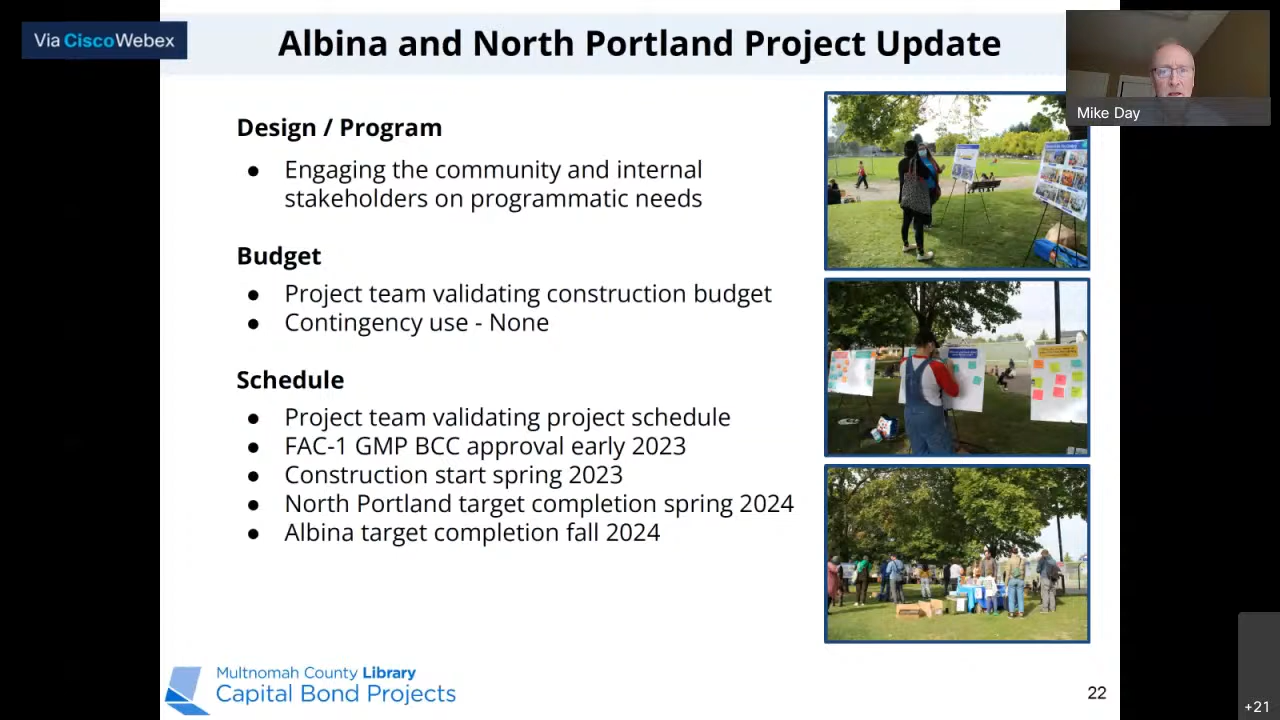 Via CiscoWebex
Albina and North Portland Project Update
Mike Day
Design / Program
● Engaging the community and internal
stakeholders on programmatic needs
Budget
● Project team validating construction budget
● Contingency use - None
Schedule
● Project team validating project schedule
● FAC-1 GMP BCC approval early 2023
● Construction start spring 2023
● North Portland target completion spring 2024
● Albina target completion fall 2024
Multnomah County Library
Capital Bond Projects
22
+21